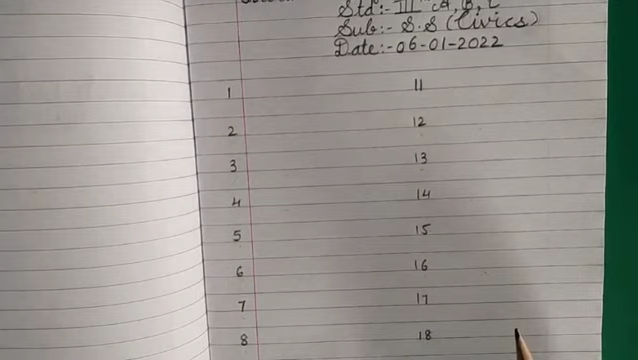 Std:- III A, B, C
Sub:- S.S (Civics)
Date:- 06-01-2022
1 11
2 12
3 13
4 14
5 15
6 16
7 17
8 18